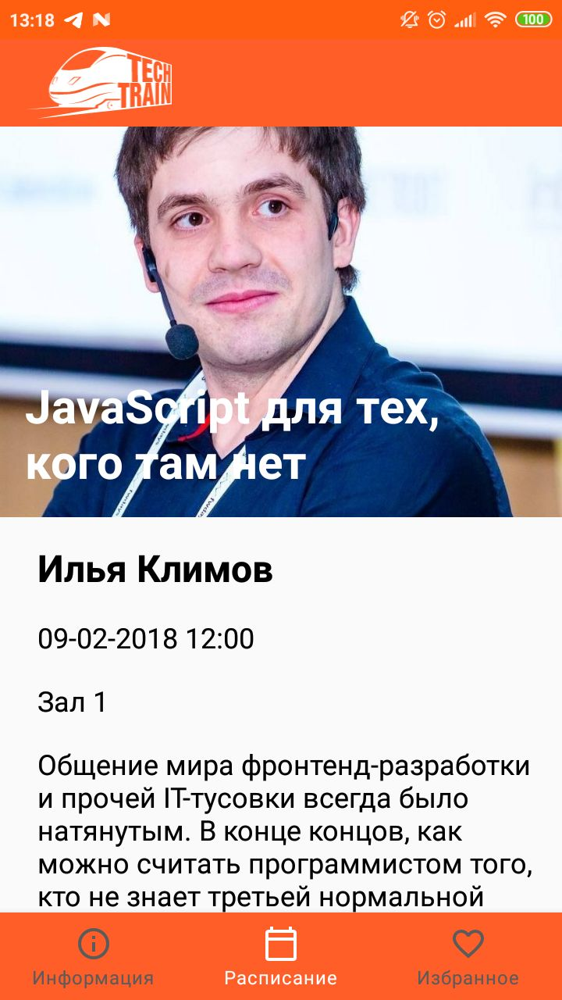 13:18
100
TECH
TRAIN
JavaScript для тех,
кого там нет
Илья Климов
09-02-2018 12:00
Зал 1
Общение мира фронтенд-разработки
и прочей IT-тусовки всегда было
натянутым. В конце концов, как
можно считать программистом того,
кто не знает третьей нормальной
Информация
Расписание
Избранное